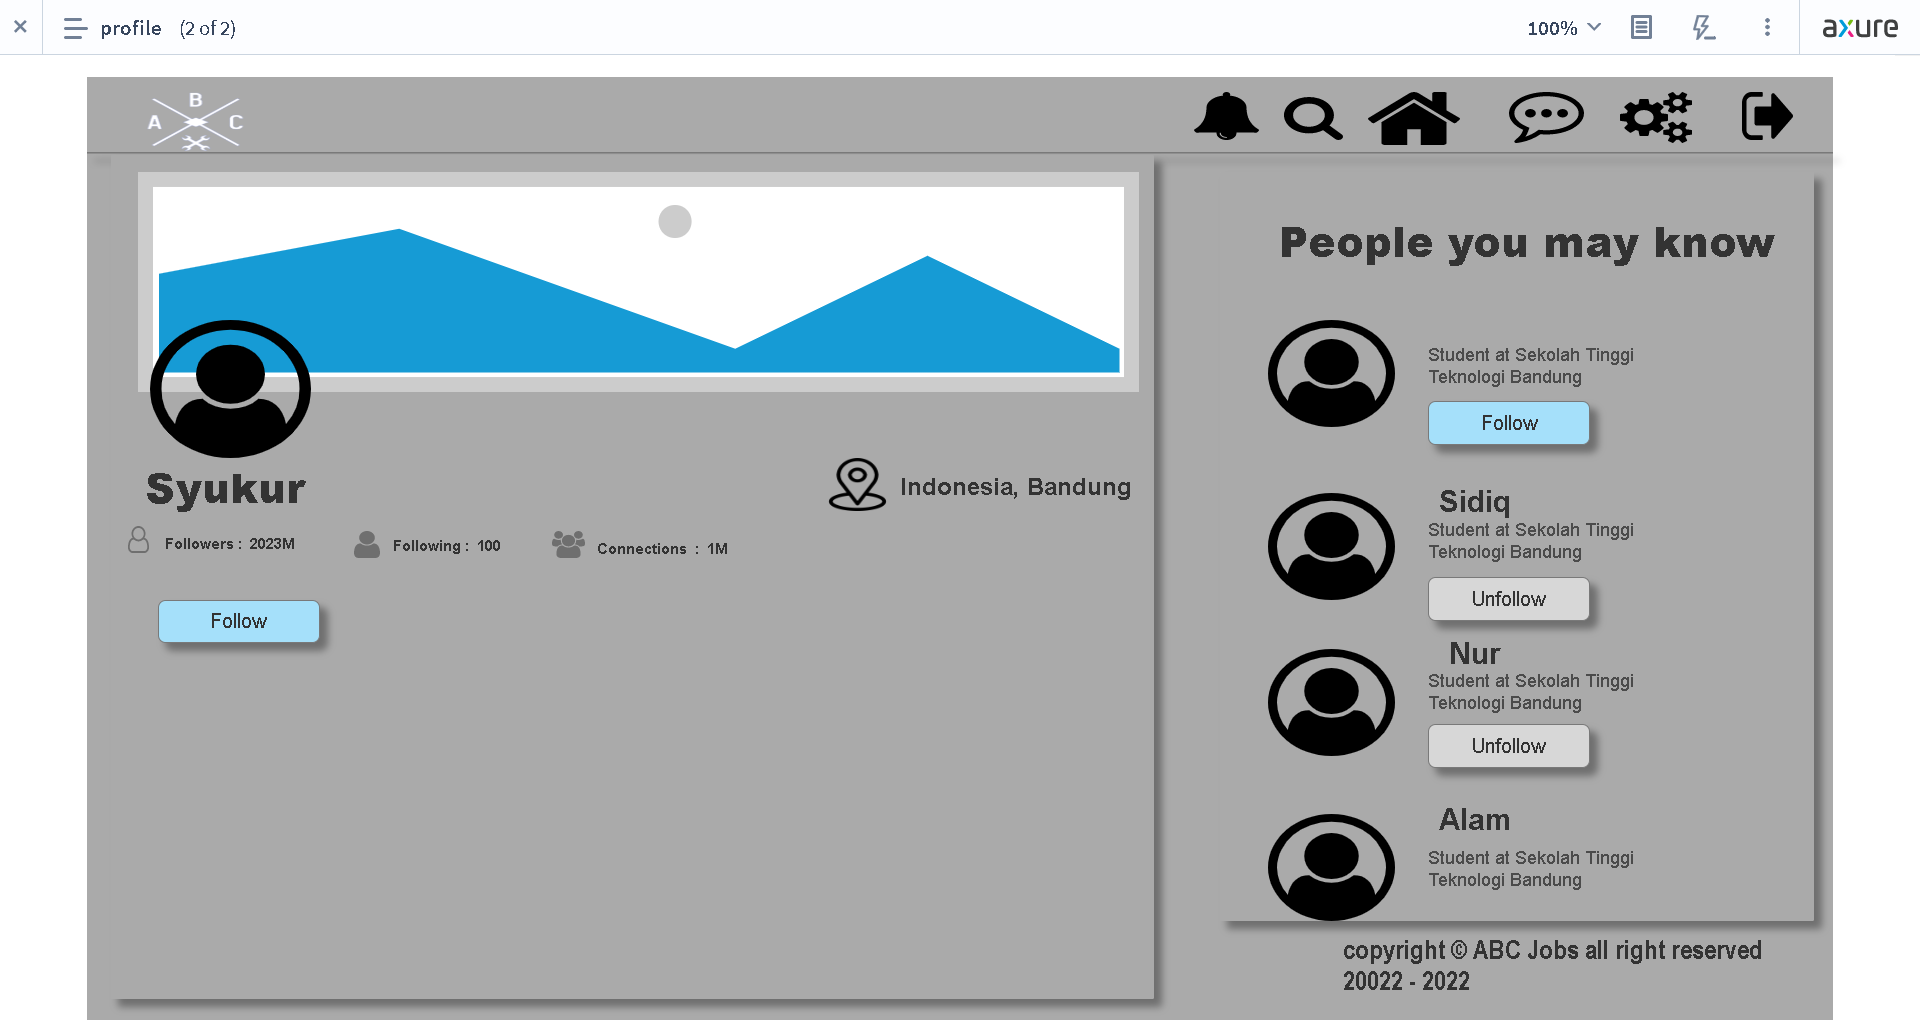 profile (2 of 2)
100%
axure
B
A C
People you may know
Student at Sekolah Tinggi
Teknologi Bandung
Follow
Syukur
Indonesia, Bandung
Followers : 2023M
Following : 100
Connections : 1M
Follow
Sidiq
Student at Sekolah Tinggi
Teknologi Bandung
Unfollow
Nur
Student at Sekolah Tinggi
Teknologi Bandung
Unfollow
Alam
Student at Sekolah Tinggi
Teknologi Bandung
copyright © ABC Jobs all right reserved
20022 - 2022